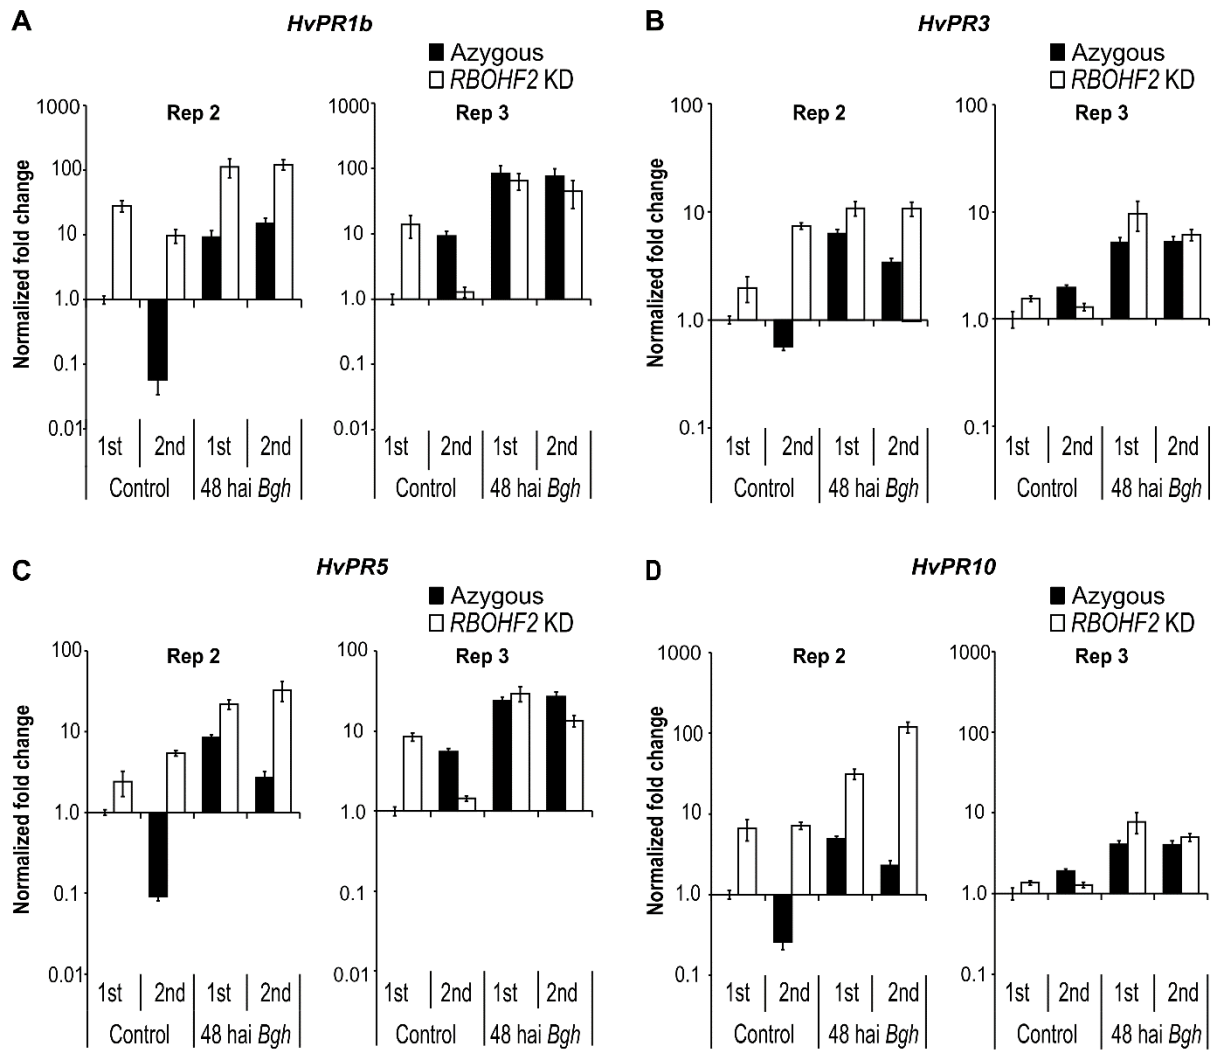 A
HvPR1b
Azygous
RBOHF2 KD
Rep 2
Rep 3
Normalized fold change
1000
100
10
1.0
0.1
0.01
1000
100
10
1.0
0.1
0.01
1st 2nd 1st 2nd
Control 48 hai Bgh
1st 2nd 1st 2nd
Control 48 hai Bgh
B
HvPR3
Azygous
RBOHF2 KD
Rep 2
Rep 3
Normalized fold change
100
10
1.0
0.1
100
10
1.0
0.1
1st 2nd 1st 2nd
Control 48 hai Bgh
1st 2nd 1st 2nd
Control 48 hai Bgh
C
HvPR5
Azygous
RBOHF2 KD
Rep 2
Rep 3
Normalized fold change
100
10
1.0
0.1
0.01
100
10
1.0
0.1
0.01
1st 2nd 1st 2nd
Control 48 hai Bgh
1st 2nd 1st 2nd
Control 48 hai Bgh
D
HvPR10
Azygous
RBOHF2 KD
Rep 2
Rep 3
Normalized fold change
1000
100
10
1.0
0.1
1000
100
10
1.0
0.1
1st 2nd 1st 2nd
Control 48 hai Bgh
1st 2nd 1st 2nd
Control 48 hai Bgh